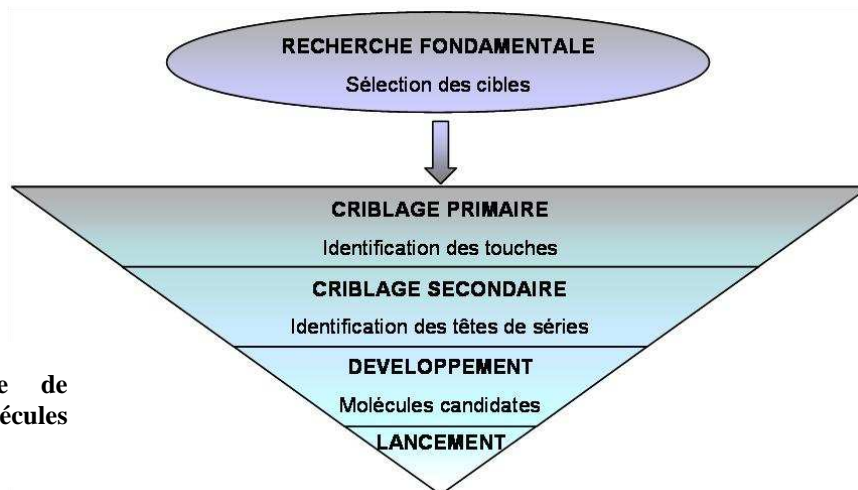 RECHERCHE FONDAMENTALE
Sélection des cibles
CRIBLAGE PRIMAIRE
Identification des touches
CRIBLAGE SECONDAIRE
Identification des têtes de séries
DEVELOPPEMENT
Molécules candidates
LANCEMENT
de